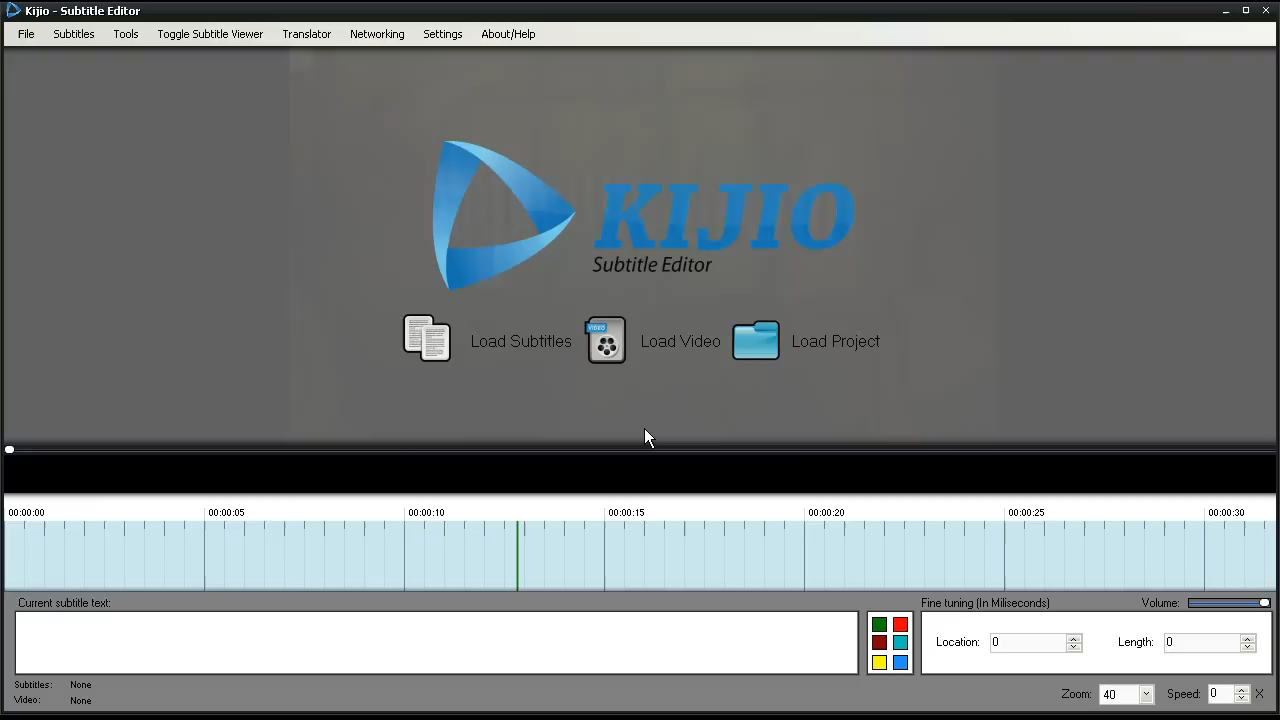 Kijio - Subtitle Editor
File Subtitles Tools Toggle Subtitle Viewer Translator Networking Settings About/Help
KIJIO
Subtitle Editor
Load Subtitles VIDEO Load Video Load Project
00:00:00 00:00:05 00:00:10 00:00:15 00:00:20 00:00:25 00:00:30
Current subtitle text: Fine tuning (In Miliseconds) Volume:
Location: 0 Length: 0
Subtitles: None
Video: None
Zoom: 40 Speed: 0 X